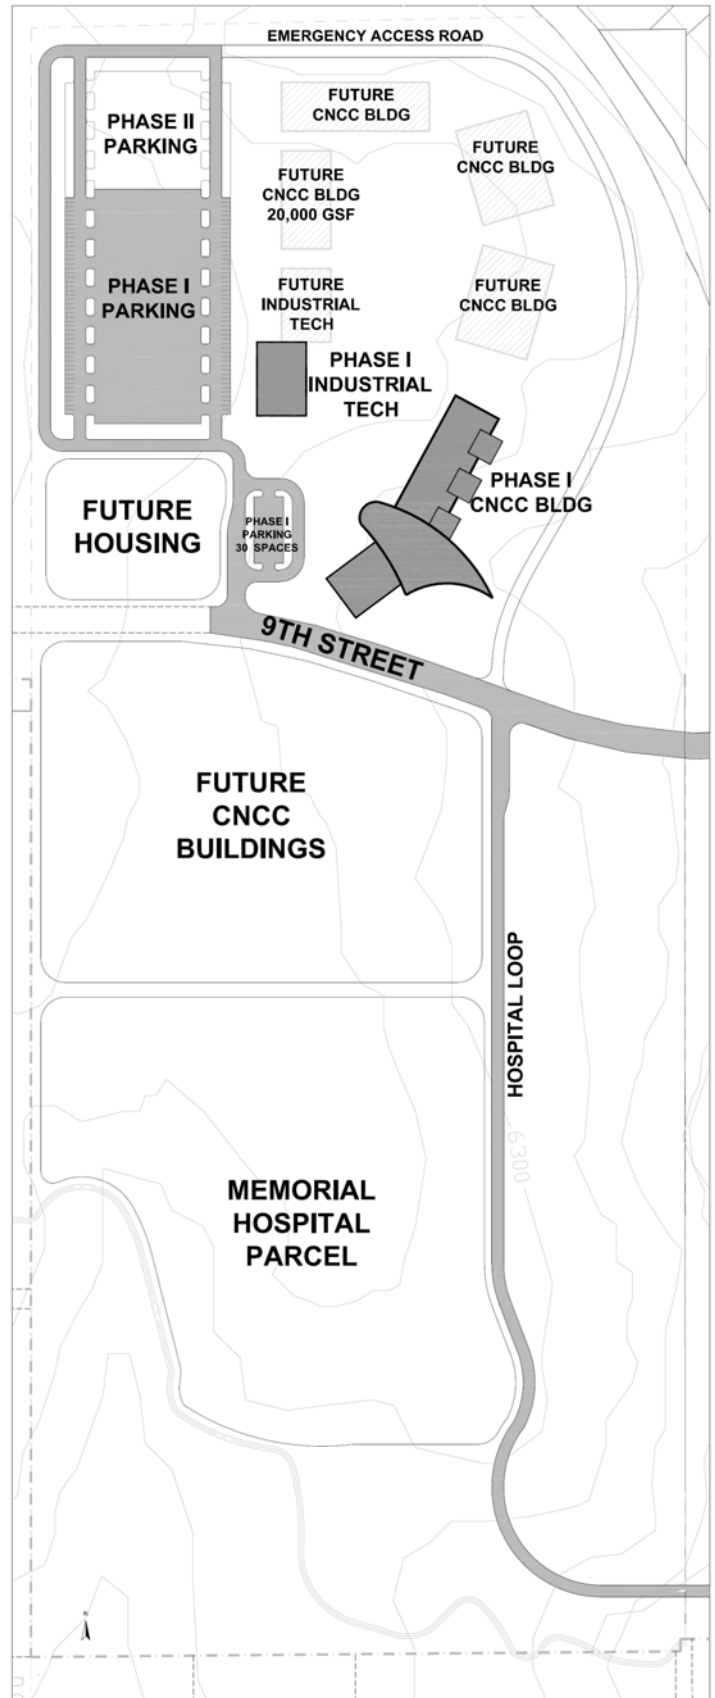 EMERGENCY ACCESS ROAD
FUTURE
CNCC BLDG
PHASE II
PARKING
FUTURE
CNCC BLDG
FUTURE
CNCC BLDG
20,000 GSF
PHASE I
PARKING
FUTURE
INDUSTRIAL
TECH
FUTURE
CNCC BLDG
PHASE I
INDUSTRIAL
TECH
PHASE I
CNCC BLDG
FUTURE
HOUSING
PHASE I
PARKING
30 SPACES
9TH STREET
FUTURE
CNCC
BUILDINGS
HOSPITAL LOOP
6300
MEMORIAL
HOSPITAL
PARCEL
N